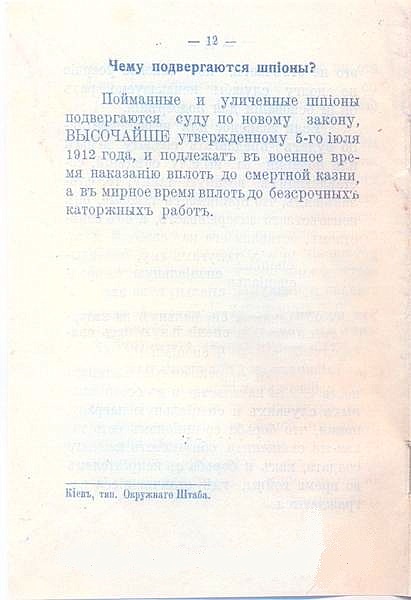 — 12 —
Чему подвергаются шпіоны?
Пойманные и уличенные шпіоны
подвергаются суду по новому закону,
ВЫСОЧАЙШЕ утвержденному 5-го іюля
1912 года, и подлежатъ въ военное вре-
мя наказанію вплоть до смертной казни,
а въ мирное время вплоть до безсрочныхъ
каторжныхъ работъ.
Кіевъ, тип. Окружнаго Штаба.